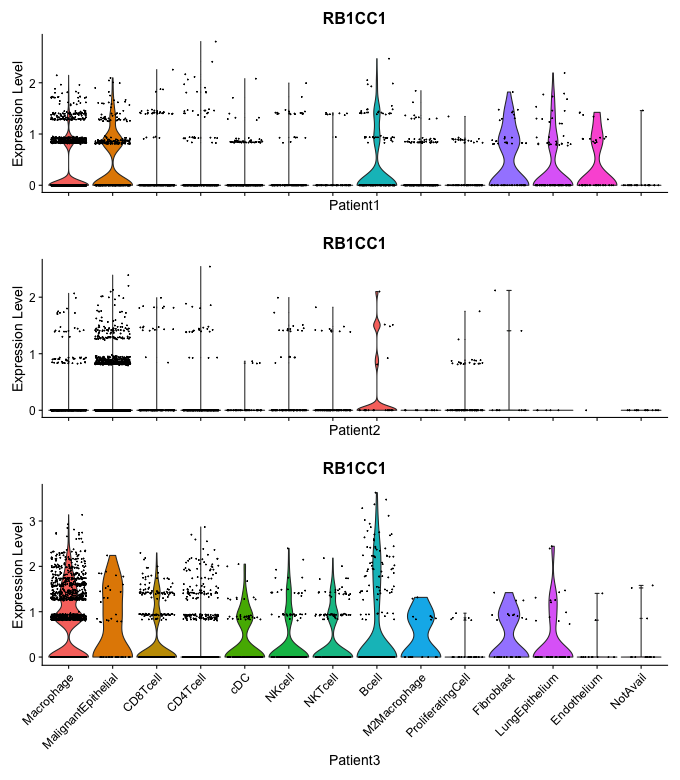 RB1CC1
Expression Level
2
1
0
Patient1
RB1CC1
Expression Level
2
1
0
Patient2
RB1CC1
Expression Level
3
2
1
0
Macrophage
MalignantEpithelial
CD8Tcell
CD4Tcell
cDC
NKcell
NKTcell
Bcell
M2Macrophage
ProliferatingCell
Fibroblast
LungEpithelium
Endothelium
NotAvail
Patient3